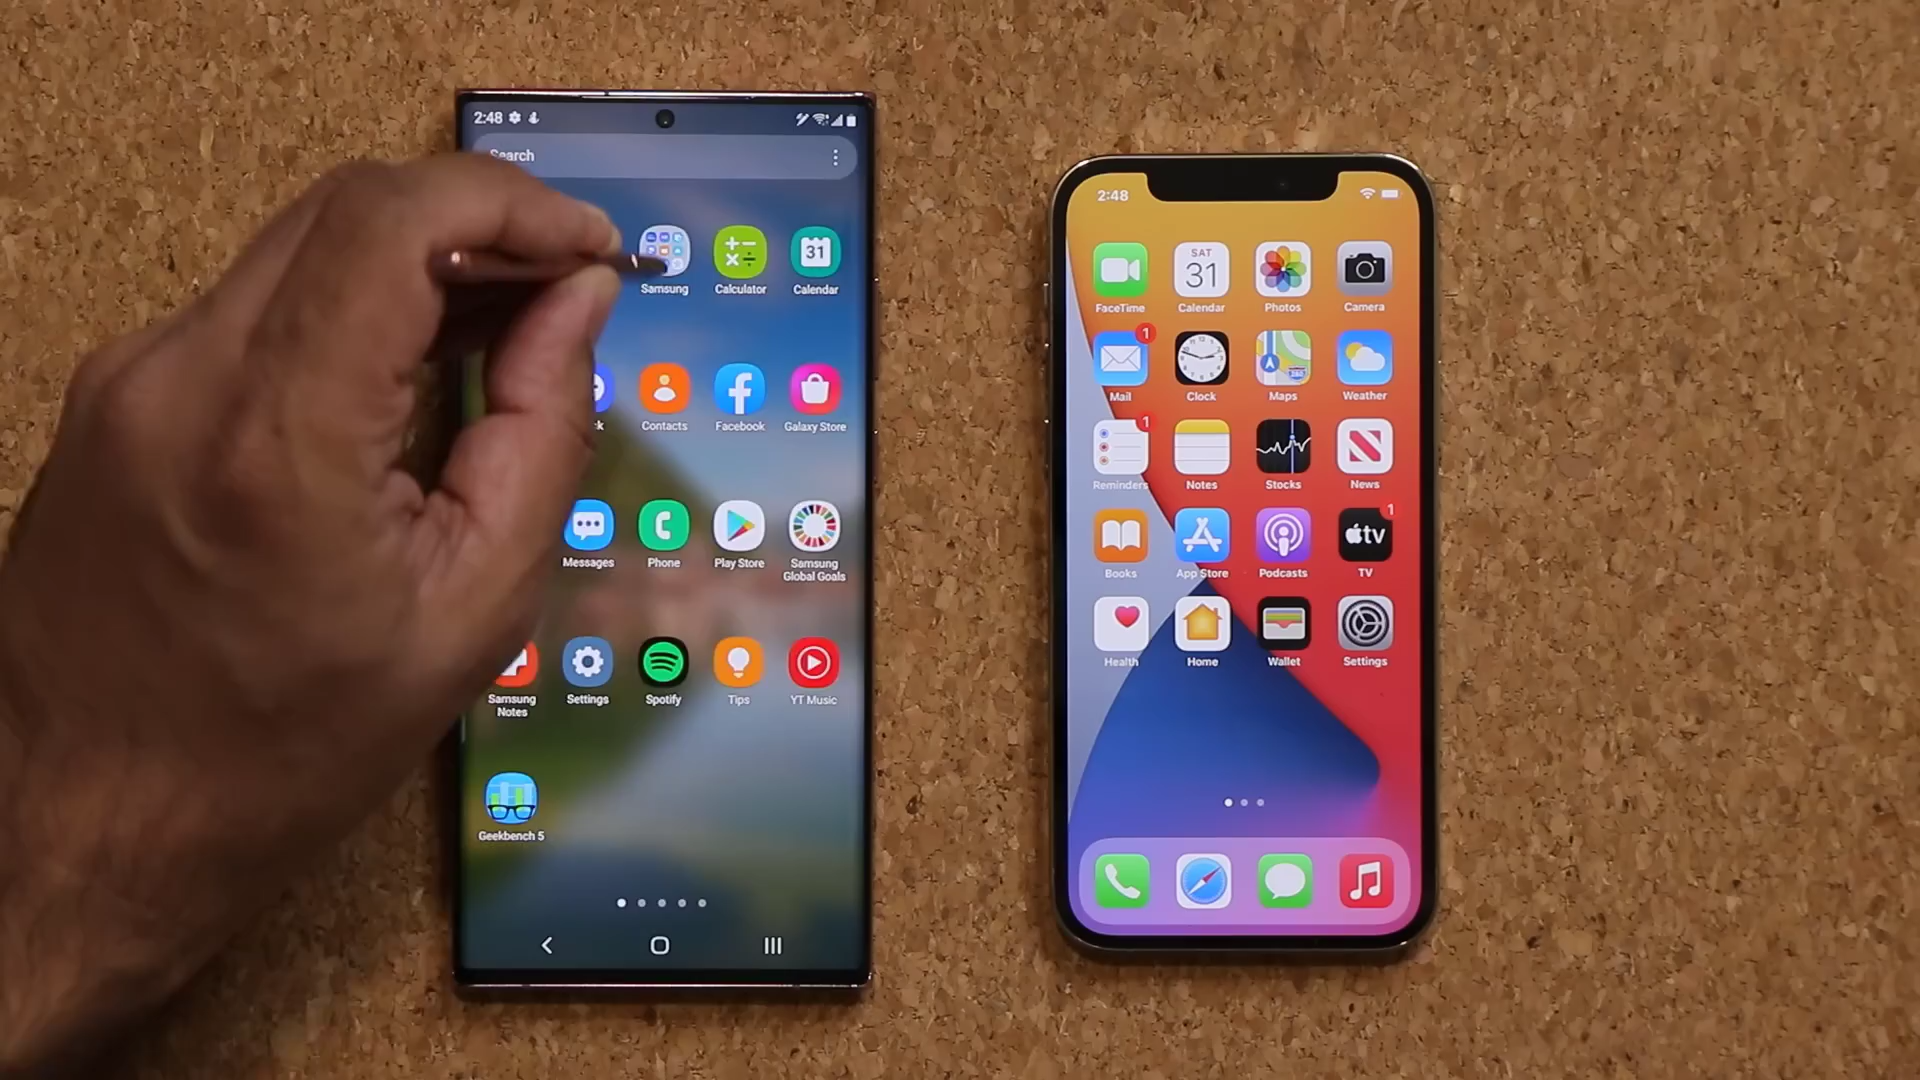 2:48
Search
Samsung
Calculator
Calendar
31
ck
Contacts
Facebook
Galaxy Store
Messages
Phone
Play Store
Samsung
Global Goals
Samsung
Notes
Settings
Spotify
Tips
YT Music
Geekbench 5
2:48
SAT
31
FaceTime
Calendar
Photos
Camera
1
Mail
Clock
Maps
Weather
1
Reminders
Notes
Stocks
News
1
tv
Books
App Store
Podcasts
TV
Health
Home
Wallet
Settings